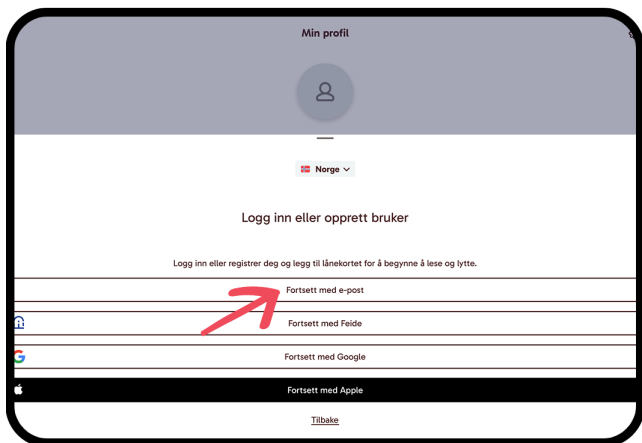 Min profil
Norge
Logg inn eller opprett bruker
Logg inn eller registrer deg og legg til lånekortet for å begynne å lese og lytte.
Fortsett med e-post
Fortsett med Feide
Fortsett med Google
Fortsett med Apple
Tilbake